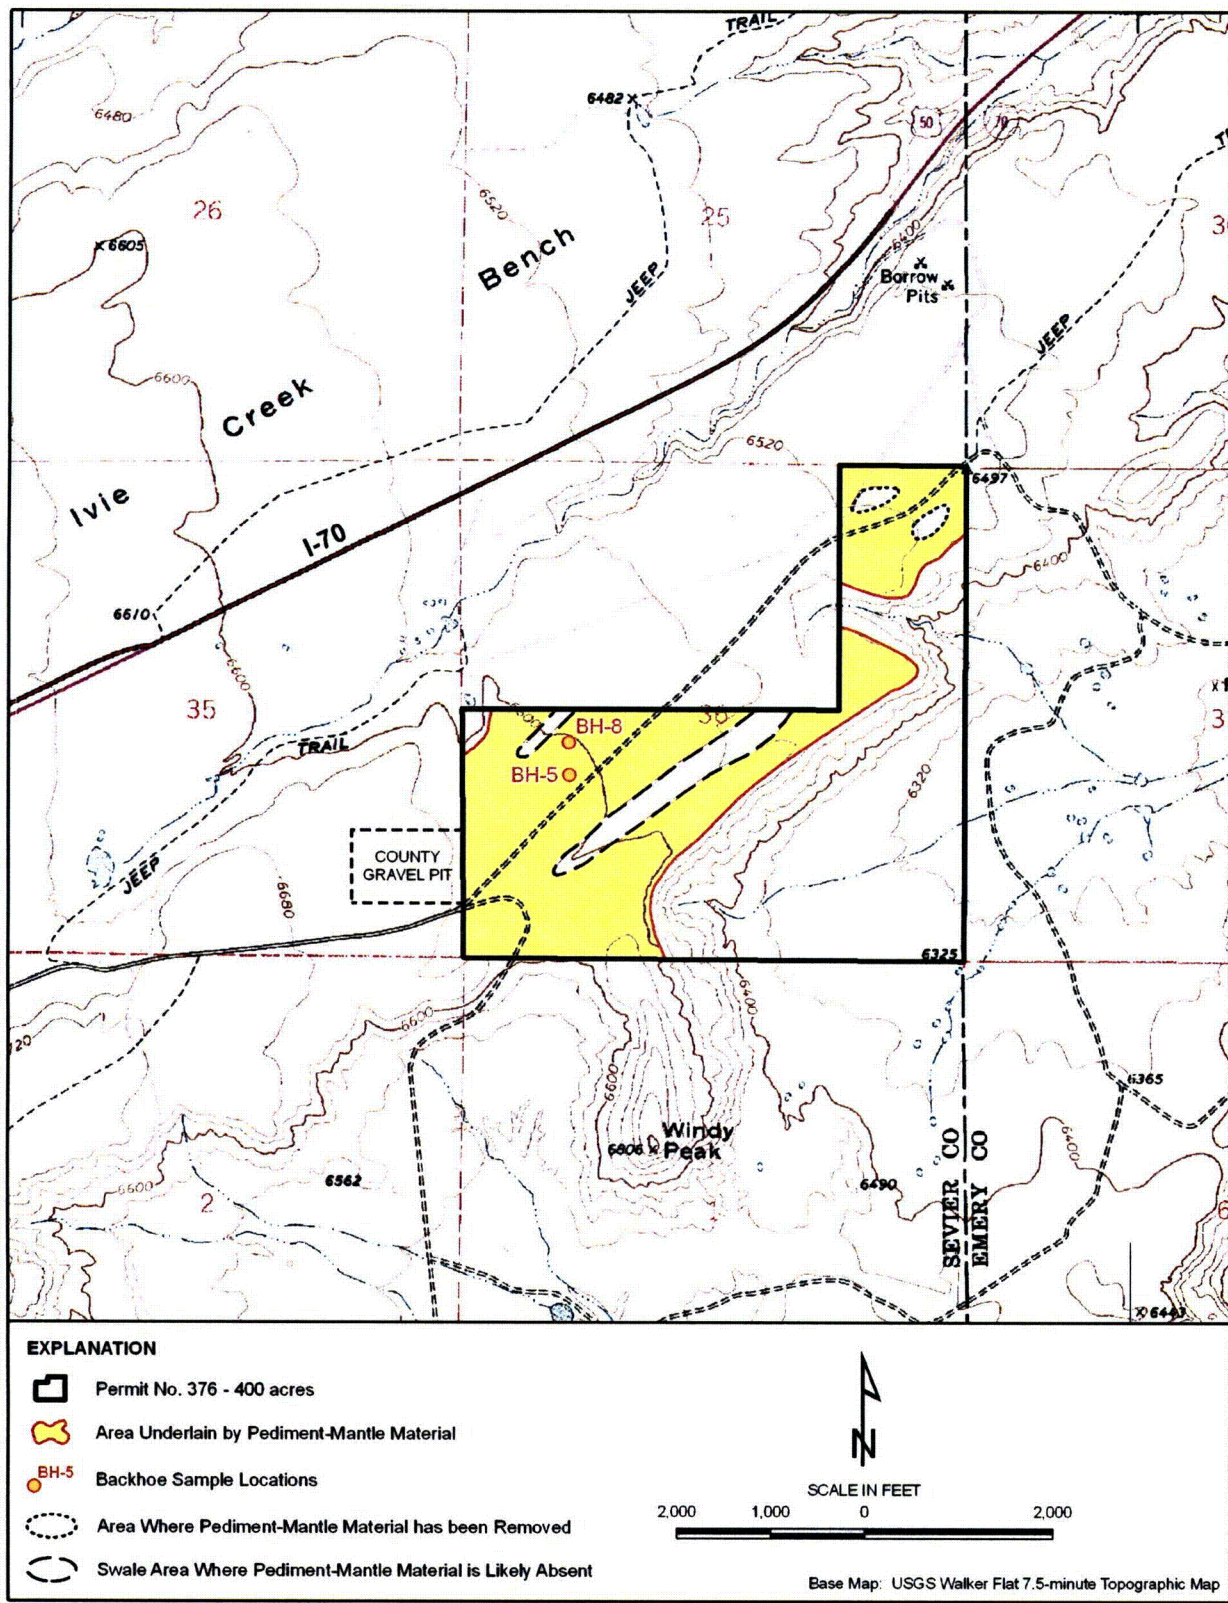 TRAIL
6482
50
70
6480
26
6520
25
6605
Bench
6400
Borrow
Pits
JEEP
JEEP
6600
Creek
6520
6497
Ivie
I-70
6400
6610
6600
35
6600
36
BH-8
TRAIL
BH-5
6320
COUNTY
GRAVEL PIT
JEEP
6680
6325
6400
6600
6365
6600
Windy
Peak
6806
6400
6562
6490
6600
2
SEVIER CO
EMERY CO
6
6443
EXPLANATION
Permit No. 376 - 400 acres
Area Underlain by Pediment-Mantle Material
BH-5
Backhoe Sample Locations
Area Where Pediment-Mantle Material has been Removed
Swale Area Where Pediment-Mantle Material is Likely Absent
N
SCALE IN FEET
2,000 1,000 0 2,000
Base Map: USGS Walker Flat 7.5-minute Topographic Map